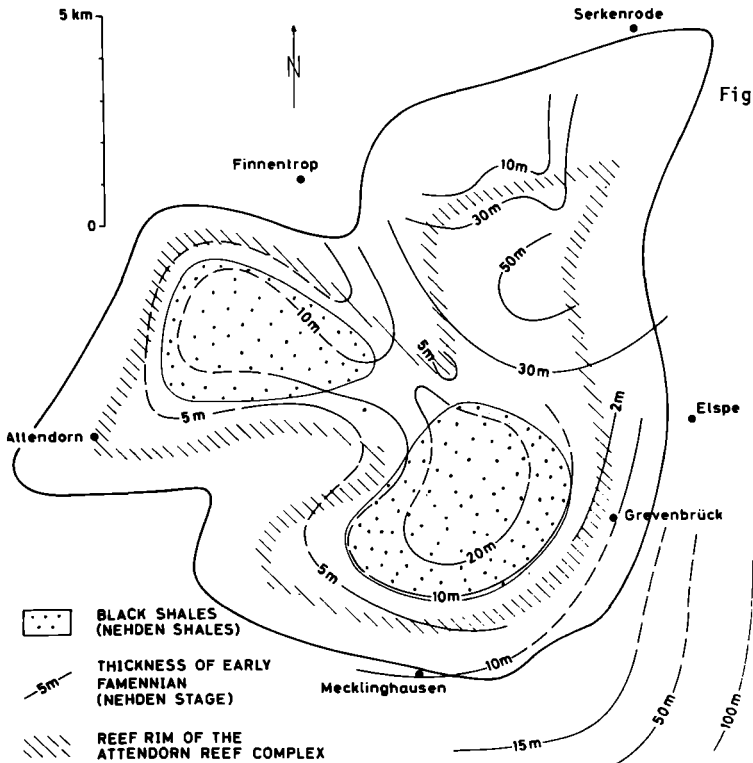 5 km
Serkenrode
N
Fig
Finnentrop
10m
30m
0
50m
10m
5m
30m
2m
5m
Elspe
Attendorn
Grevenbrück
20m
5m
10m
BLACK SHALES
(NEHDEN SHALES)
10m
5m
THICKNESS OF EARLY
FAMENNIAN
(NEHDEN STAGE)
Mecklinghausen
50m
100m
15m
REEF RIM OF THE
ATTENDORN REEF COMPLEX